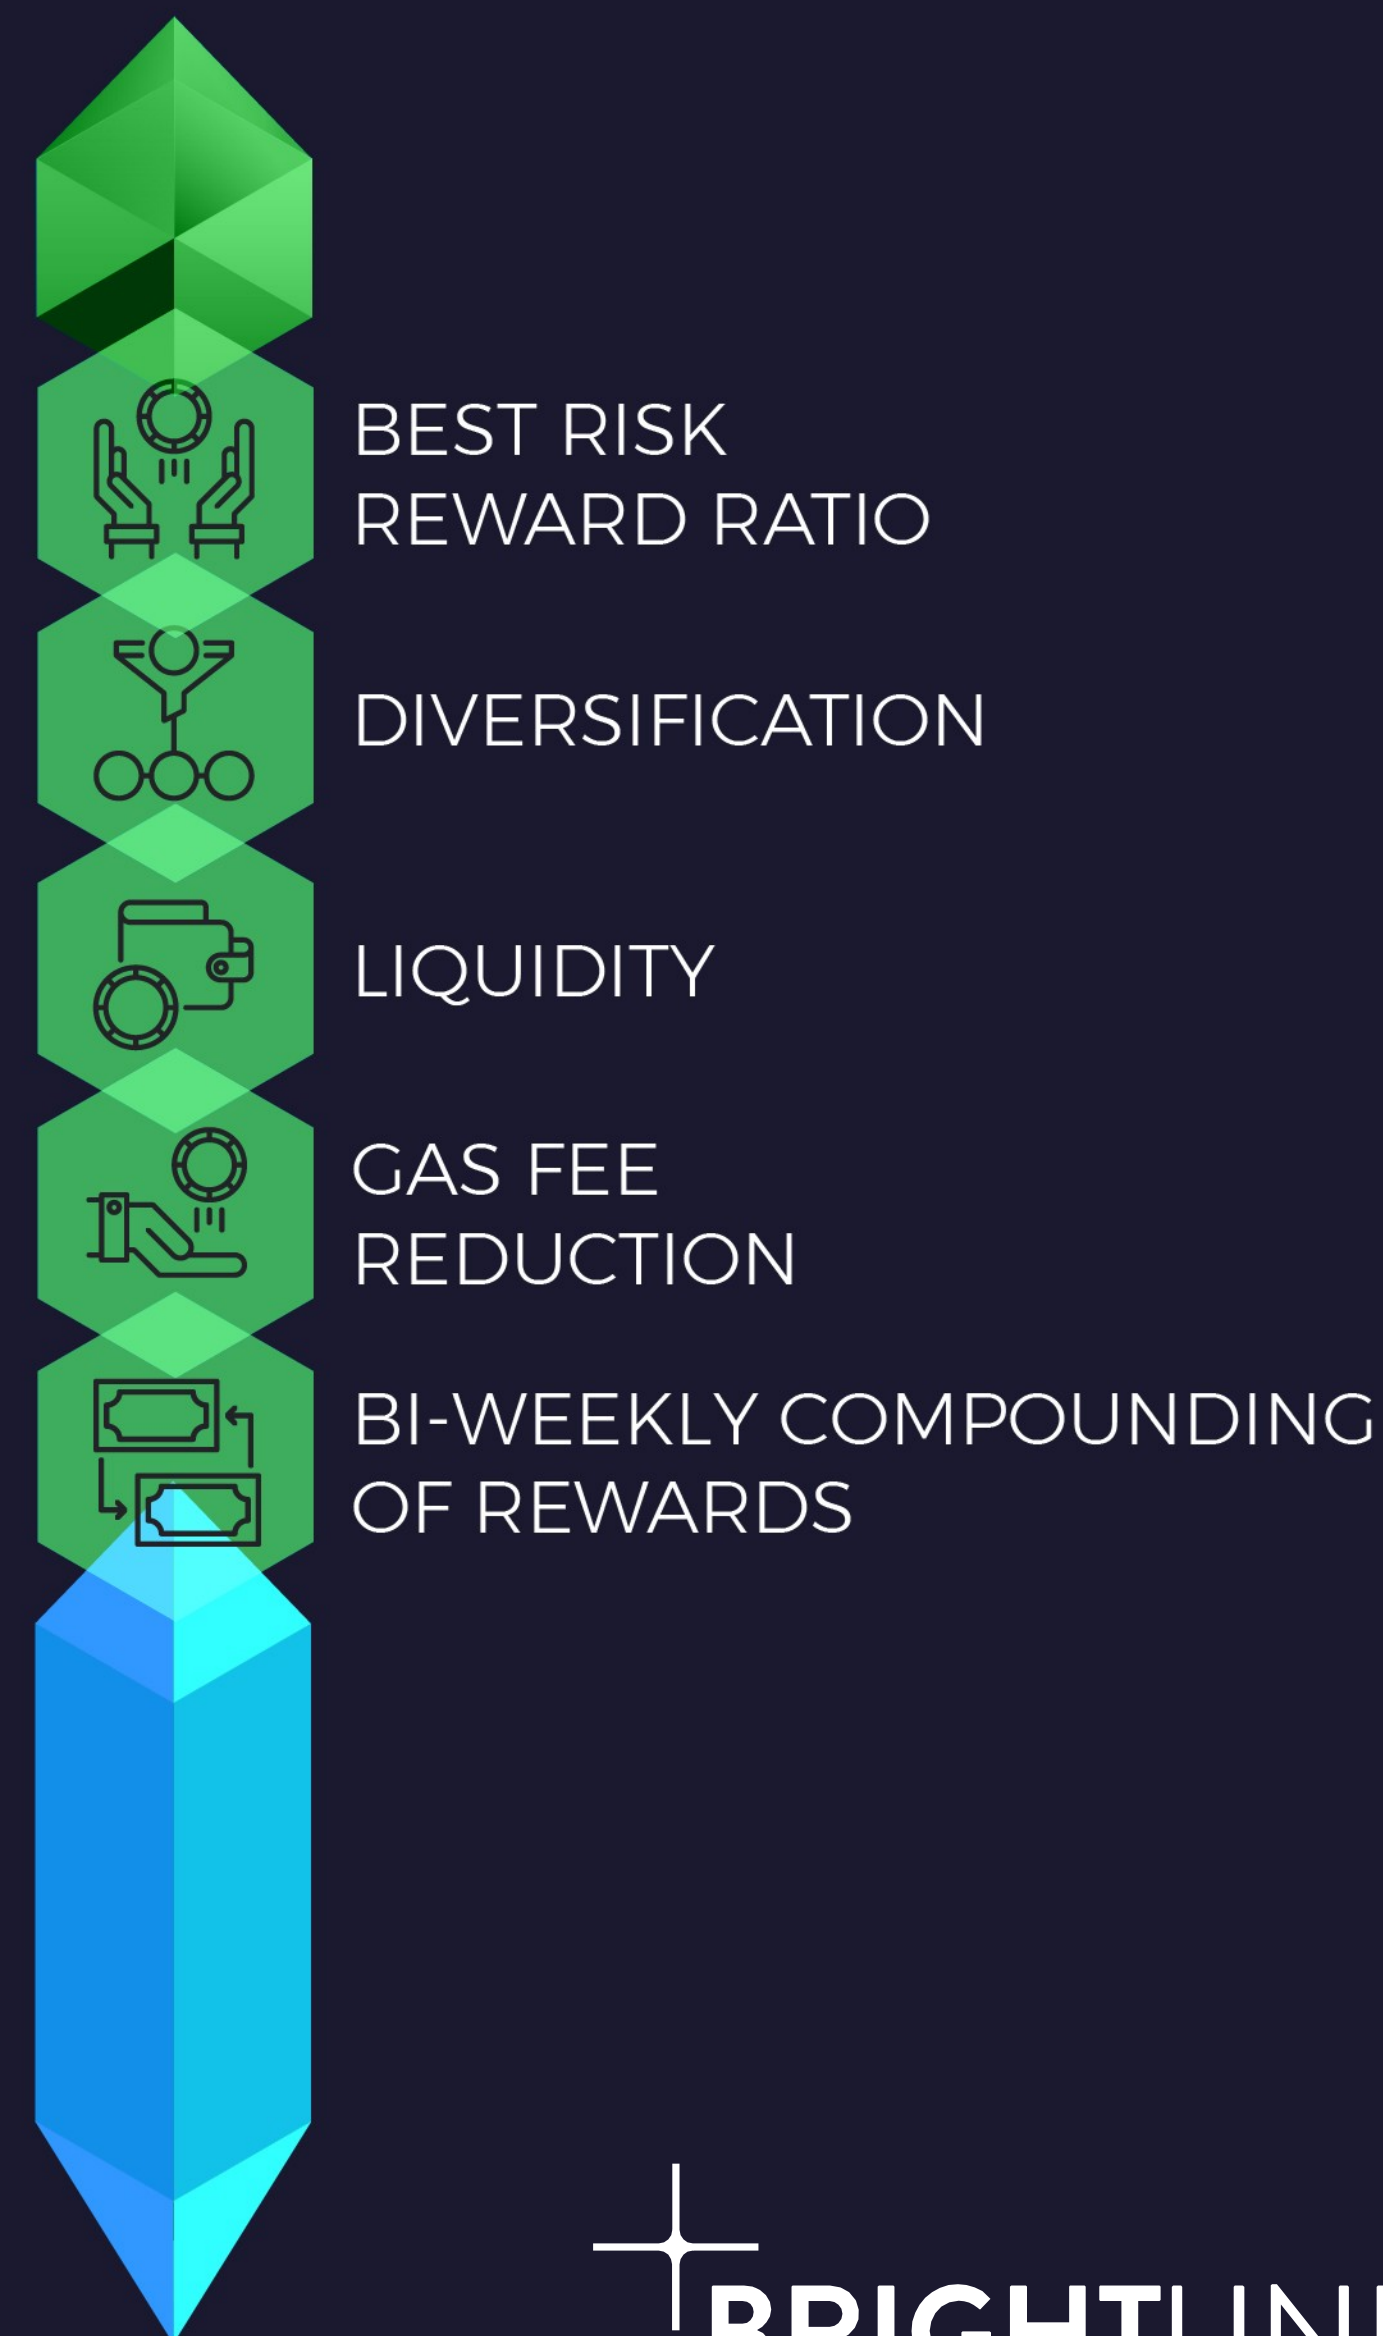 BEST RISK
REWARD RATIO
DIVERSIFICATION
LIQUIDITY
GAS FEE
REDUCTION
BI-WEEKLY COMPOUNDING
OF REWARDS